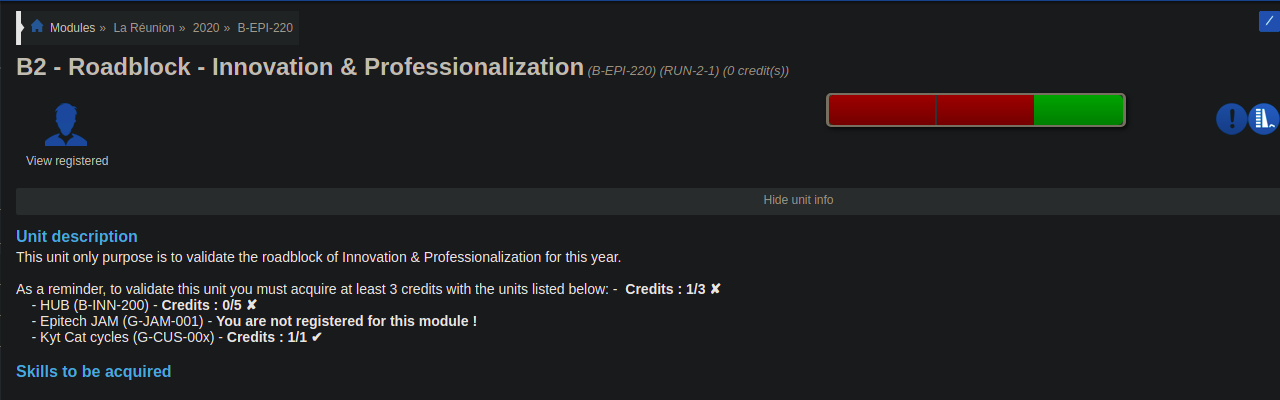 Modules » La Réunion » 2020 » B-EPI-220
B2 - Roadblock - Innovation & Professionalization (B-EPI-220) (RUN-2-1) (0 credit(s))
View registered
Hide unit info
Unit description
This unit only purpose is to validate the roadblock of Innovation & Professionalization for this year.
As a reminder, to validate this unit you must acquire at least 3 credits with the units listed below: - Credits : 1/3 ✘
- HUB (B-INN-200) - Credits : 0/5 ✘
- Epitech JAM (G-JAM-001) - You are not registered for this module !
- Kyt Cat cycles (G-CUS-00x) - Credits : 1/1 ✔
Skills to be acquired